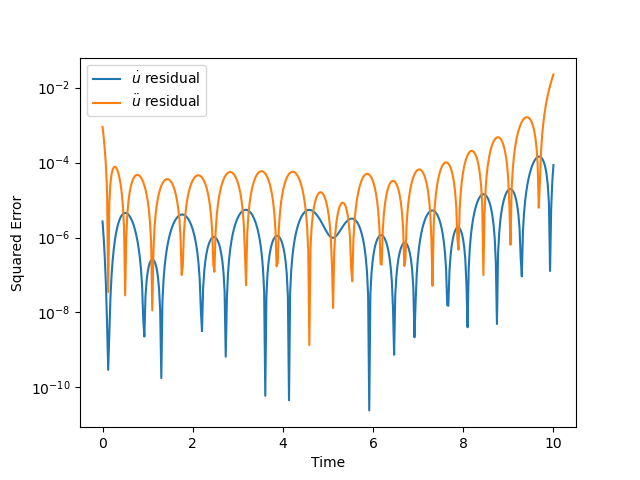 u̇ residual
ü residual
10⁻²
10⁻⁴
10⁻⁶
10⁻⁸
10⁻¹⁰
Squared Error
0 2 4 6 8 10
Time